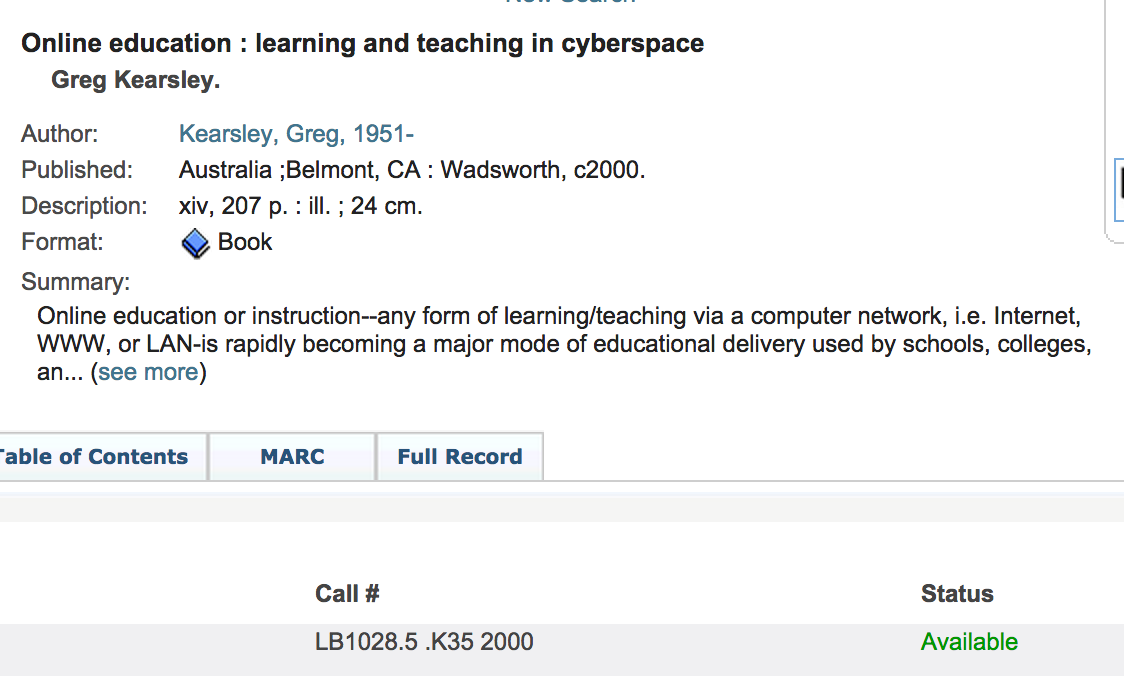 Online education : learning and teaching in cyberspace
Greg Kearsley.
Author: Kearsley, Greg, 1951-
Published: Australia ;Belmont, CA : Wadsworth, c2000.
Description: xiv, 207 p. : ill. ; 24 cm.
Format: Book
Summary:
Online education or instruction--any form of learning/teaching via a computer network, i.e. Internet,
WWW, or LAN-is rapidly becoming a major mode of educational delivery used by schools, colleges,
an... (see more)
Table of Contents MARC Full Record
Call # Status
LB1028.5 .K35 2000 Available